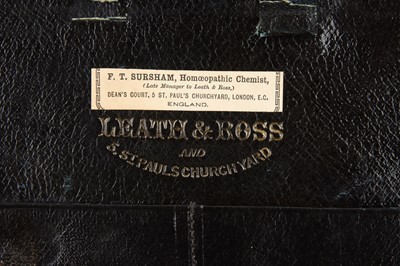 F. T. SURSHAM, Homœopathic Chemist,
(Late Manager to Leath & Ross,)
DEAN'S COURT, 5 ST. PAUL'S CHURCHYARD, LONDON, E.C.
ENGLAND.
LEATH & ROSS
AND
5. ST. PAULS CHURCH YARD